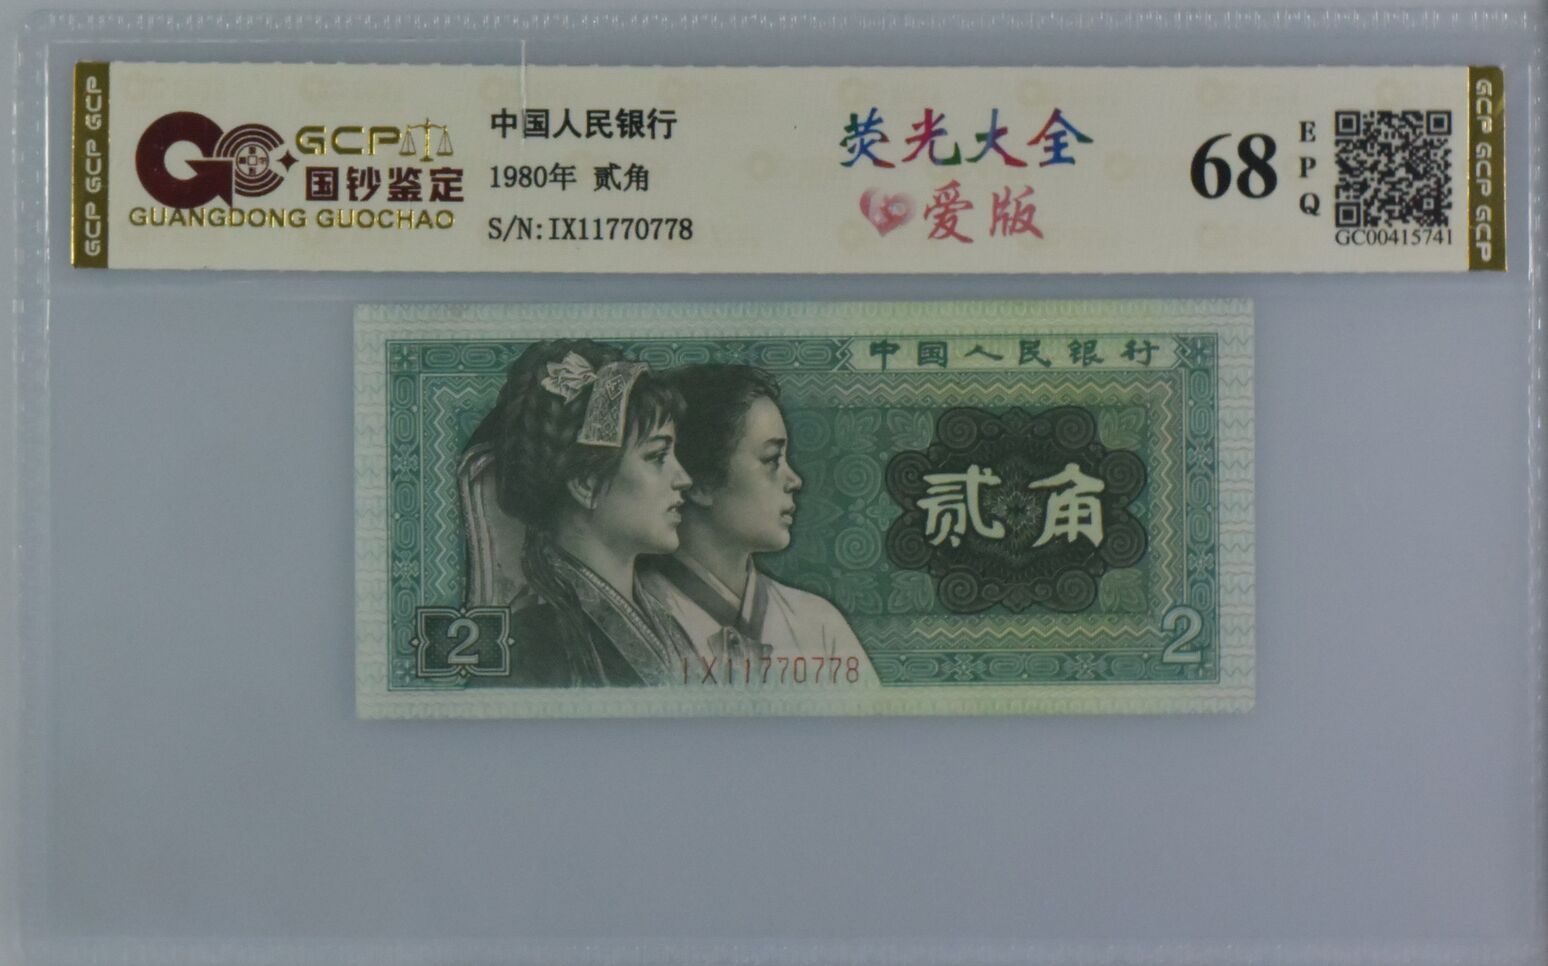 GCP GCP GCP
GCP
国钞鉴定
GUANGDONG GUOCHAO
中国人民银行
1980年 贰角
S/N:IX11770778
荧光大全
爱版
68
EPQ
GC00415741
GCP GCP GCP
中国人民银行
贰角
2
2
IX11770778